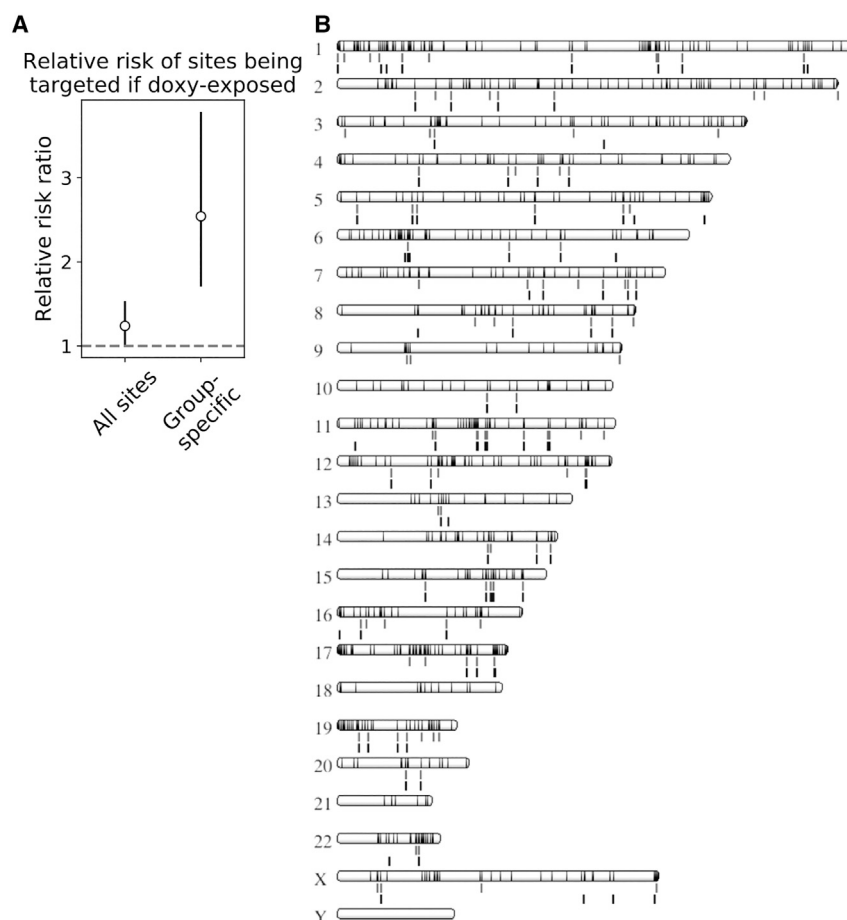 A
B
Relative risk of sites being
targeted if doxy-exposed
Relative risk ratio
3
2
1
All sites
Group-
specific
1
2
3
4
5
6
7
8
9
10
11
12
13
14
15
16
17
18
19
20
21
22
X
Y